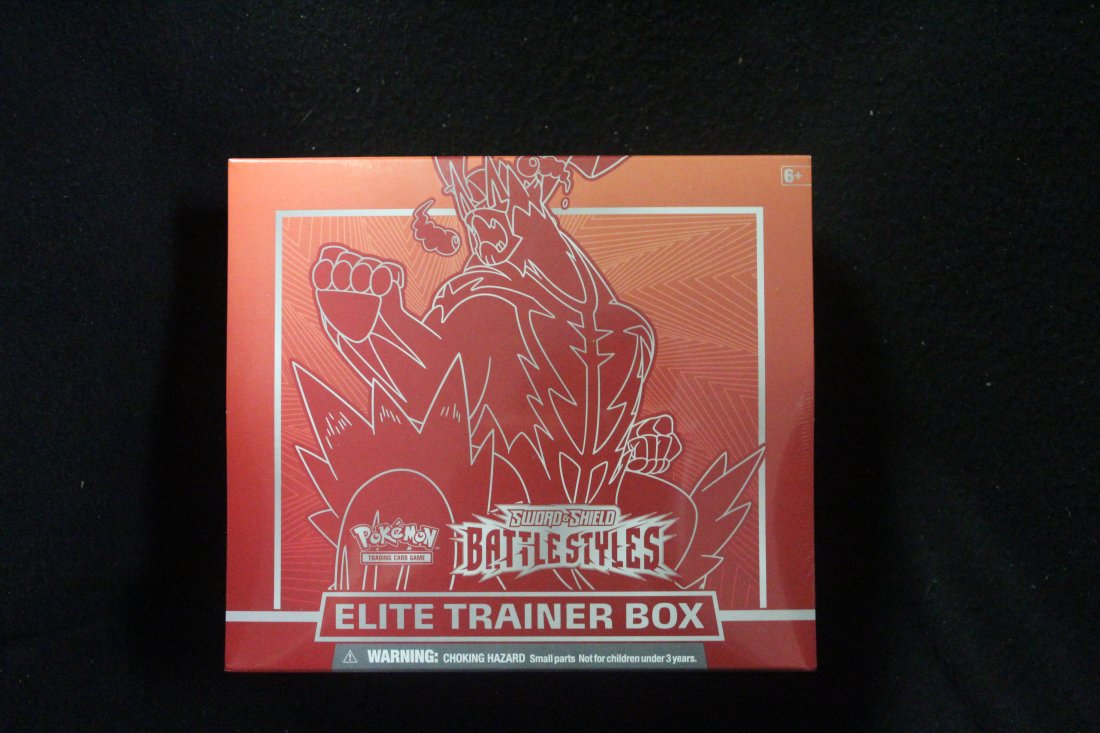 6+
SWORD & SHIELD
POKéMON™
TRADING CARD GAME
BATTLE STYLES
ELITE TRAINER BOX
⚠ WARNING: CHOKING HAZARD Small parts Not for children under 3 years.